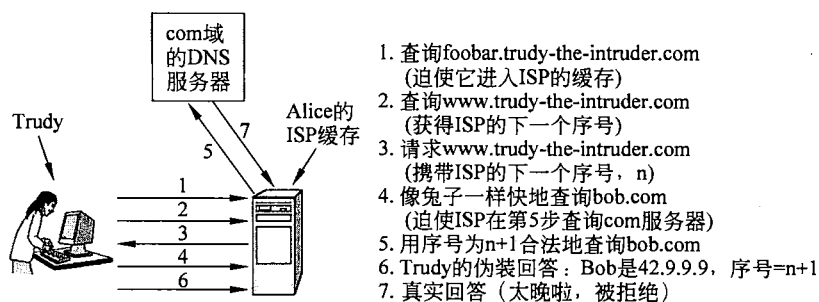 com域
的DNS
服务器
Alice的
ISP缓存
Trudy
7
5
1
2
3
4
6
1. 查询foobar.trudy-the-intruder.com
(迫使它进入ISP的缓存)
2. 查询www.trudy-the-intruder.com
(获得ISP的下一个序号)
3. 请求www.trudy-the-intruder.com
(携带ISP的下一个序号，n)
4. 像兔子一样快地查询bob.com
(迫使ISP在第5步查询com服务器)
5. 用序号为n+1合法地查询bob.com
6. Trudy的伪装回答：Bob是42.9.9.9，序号=n+1
7. 真实回答（太晚啦，被拒绝）